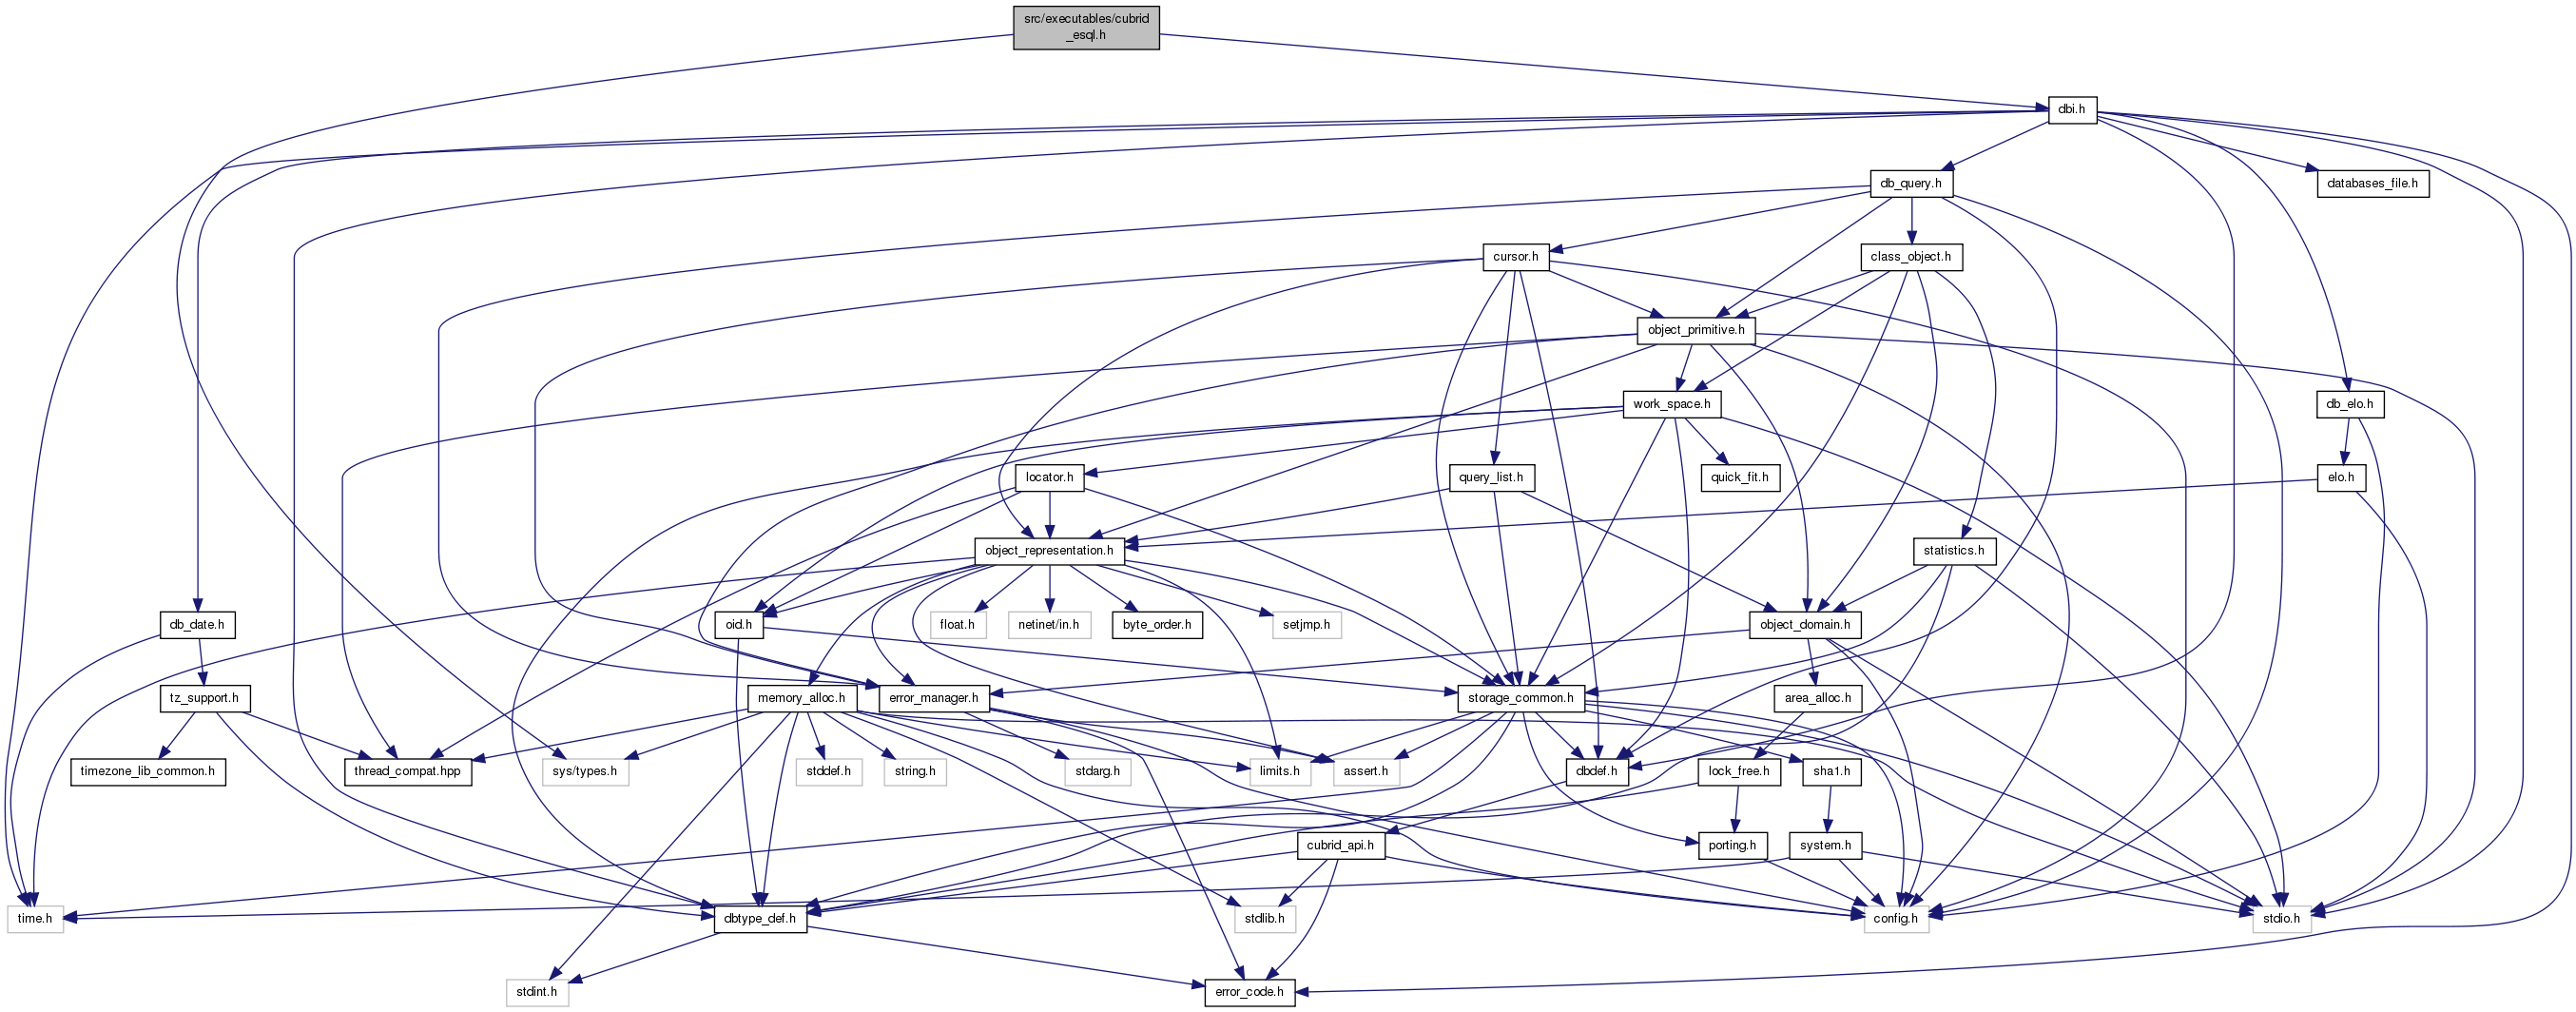 src/executables/cubrid
_esql.h
dbi.h
db_query.h
databases_file.h
cursor.h
class_object.h
object_primitive.h
work_space.h
db_elo.h
locator.h
query_list.h
quick_fit.h
elo.h
object_representation.h
statistics.h
db_date.h
oid.h
float.h
netinet/in.h
byte_order.h
setjmp.h
object_domain.h
tz_support.h
memory_alloc.h
error_manager.h
storage_common.h
area_alloc.h
timezone_lib_common.h
thread_compat.hpp
sys/types.h
stddef.h
string.h
stdarg.h
limits.h
assert.h
dbdef.h
lock_free.h
sha1.h
cubrid_api.h
porting.h
system.h
time.h
dbtype_def.h
stdlib.h
config.h
stdio.h
stdint.h
error_code.h